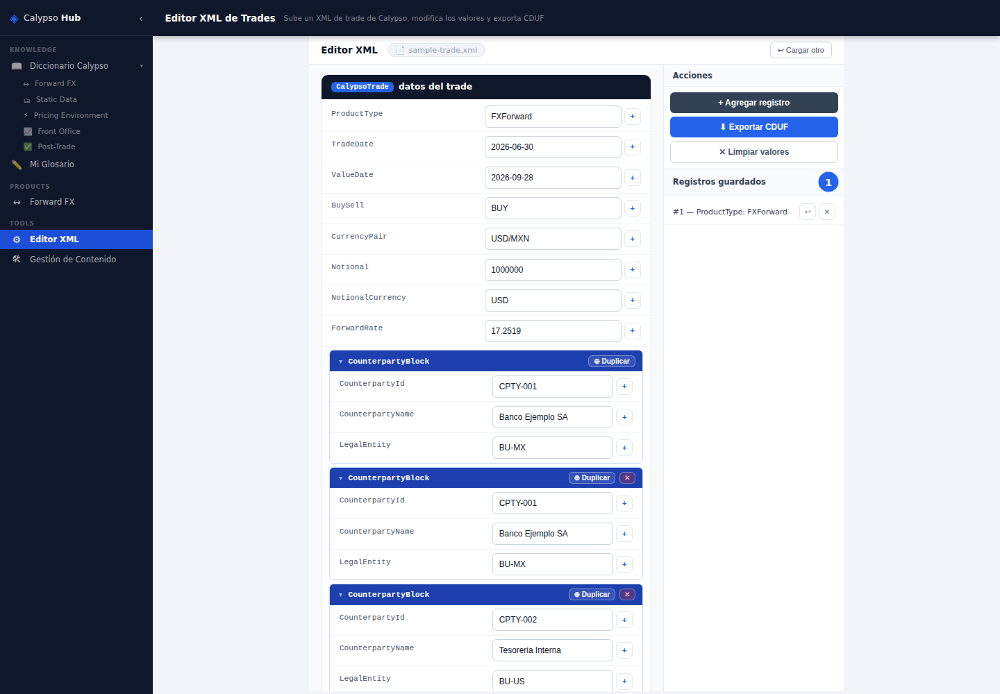 Calypso Hub
Editor XML de Trades
Sube un XML de trade de Calypso, modifica los valores y exporta CDUF
KNOWLEDGE
Diccionario Calypso
Forward FX
Static Data
Pricing Environment
Front Office
Post-Trade
Mi Glosario
PRODUCTS
Forward FX
TOOLS
Editor XML
Gestión de Contenido
Editor XML
sample-trade.xml
↩ Cargar otro
CalypsoTrade datos del trade
ProductType FXForward +
TradeDate 2026-06-30 +
ValueDate 2026-09-28 +
BuySell BUY +
CurrencyPair USD/MXN +
Notional 1000000 +
NotionalCurrency USD +
ForwardRate 17.2519 +
▾ CounterpartyBlock ⊕ Duplicar
CounterpartyId CPTY-001 +
CounterpartyName Banco Ejemplo SA +
LegalEntity BU-MX +
▾ CounterpartyBlock ⊕ Duplicar ✕
CounterpartyId CPTY-001 +
CounterpartyName Banco Ejemplo SA +
LegalEntity BU-MX +
▾ CounterpartyBlock ⊕ Duplicar ✕
CounterpartyId CPTY-002 +
CounterpartyName Tesoreria Interna +
LegalEntity BU-US +
Acciones
+ Agregar registro
⬇ Exportar CDUF
✕ Limpiar valores
Registros guardados 1
#1 — ProductType: FXForward ↩ ✕